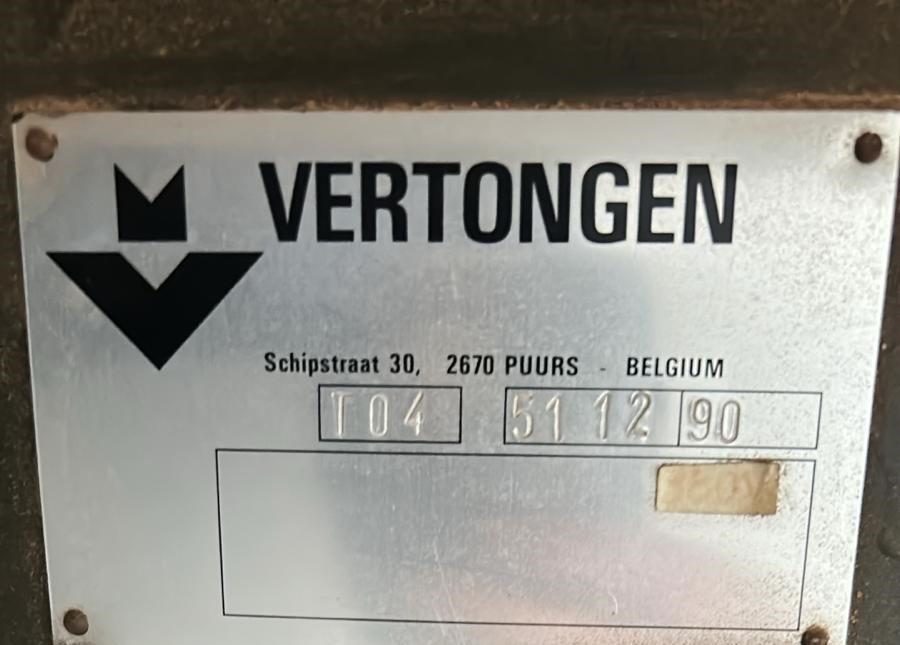 VERTONGEN
Schipstraat 30, 2670 PUURS - BELGIUM
T04 51 12 90